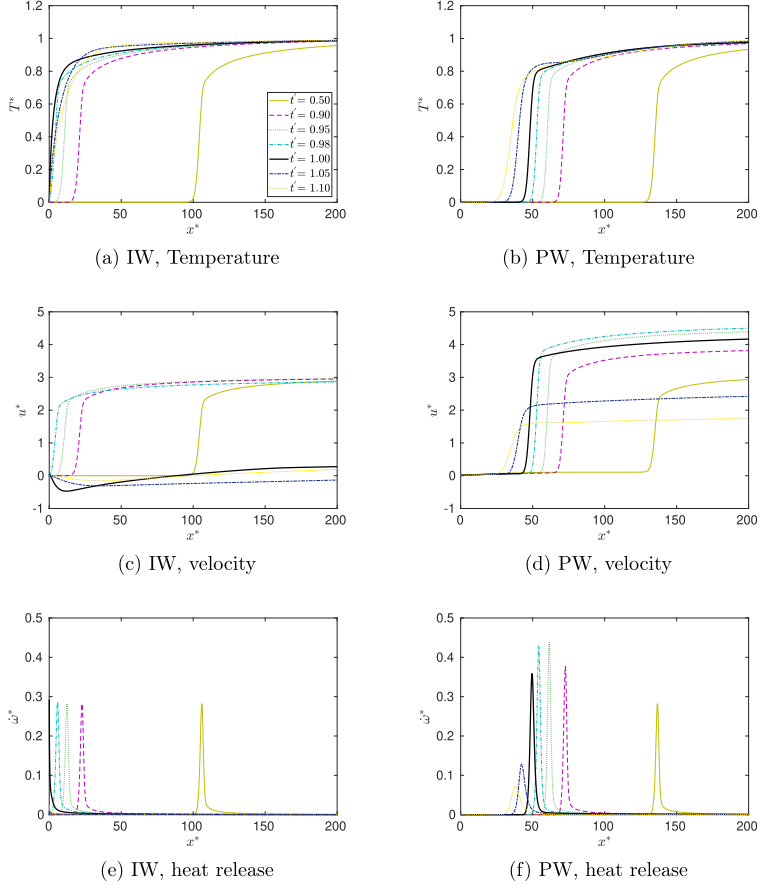 1.2
1
0.8
0.6
0.4
0.2
0
T*
0 50 100 150 200
x*
t′ = 0.50
t′ = 0.90
t′ = 0.95
t′ = 0.98
t′ = 1.00
t′ = 1.05
t′ = 1.10
(a) IW, Temperature
1.2
1
0.8
0.6
0.4
0.2
0
T*
0 50 100 150 200
x*
(b) PW, Temperature
5
4
3
2
1
0
-1
u*
0 50 100 150 200
x*
(c) IW, velocity
5
4
3
2
1
0
-1
u*
0 50 100 150 200
x*
(d) PW, velocity
0.5
0.4
0.3
0.2
0.1
0
ω̇*
0 50 100 150 200
x*
(e) IW, heat release
0.5
0.4
0.3
0.2
0.1
0
ω̇*
0 50 100 150 200
x*
(f) PW, heat release